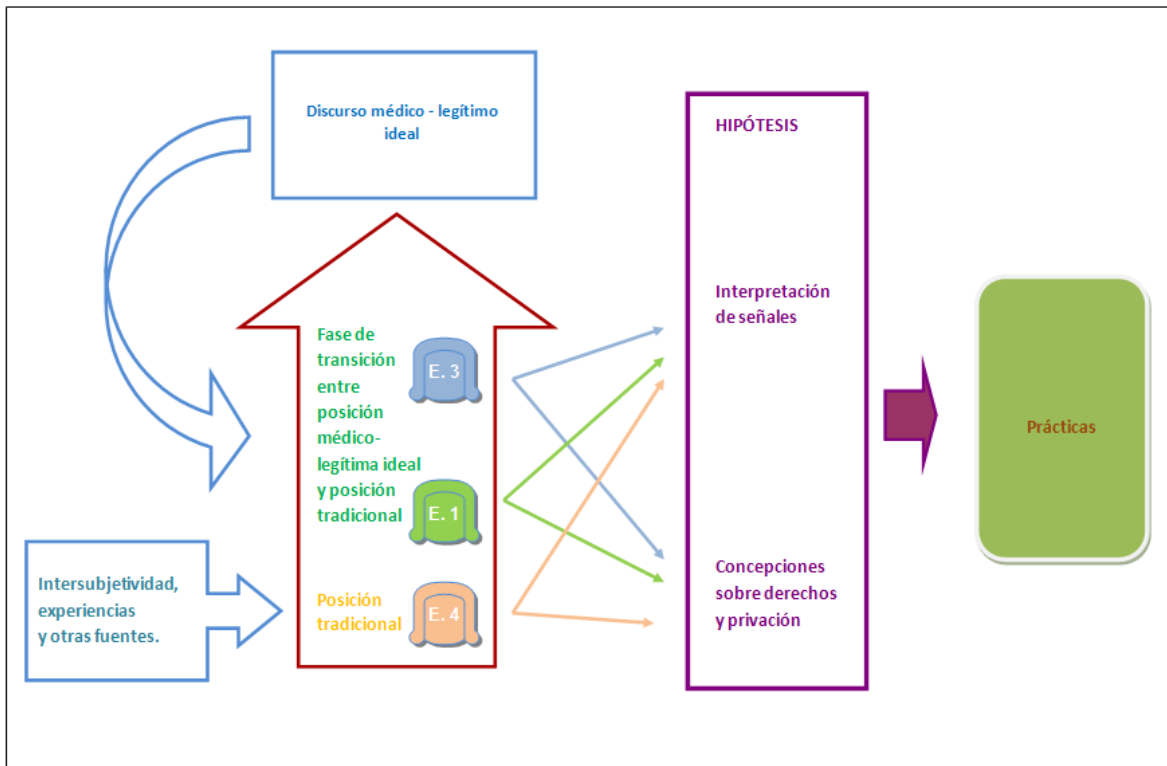 Discurso médico - legítimo
ideal
HIPÓTESIS
Interpretación
de señales
Fase de
transición
entre
posición
médico-
legítima ideal
y posición
tradicional
E. 3
E. 1
Posición
tradicional
E. 4
Intersubjetividad,
experiencias
y otras fuentes.
Concepciones
sobre derechos
y privación
Prácticas